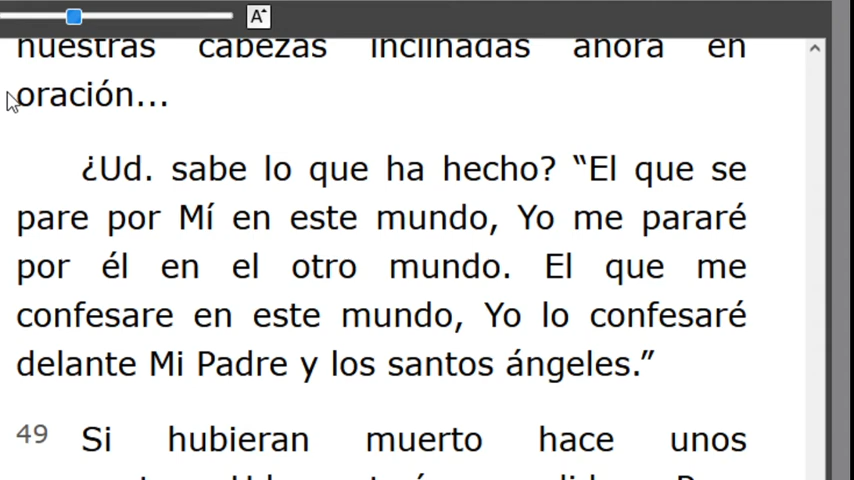 A
nuestras cabezas inclinadas ahora en
oración...
¿Ud. sabe lo que ha hecho? “El que se
pare por Mí en este mundo, Yo me pararé
por él en el otro mundo. El que me
confesare en este mundo, Yo lo confesaré
delante Mi Padre y los santos ángeles.”
49 Si hubieran muerto hace unos